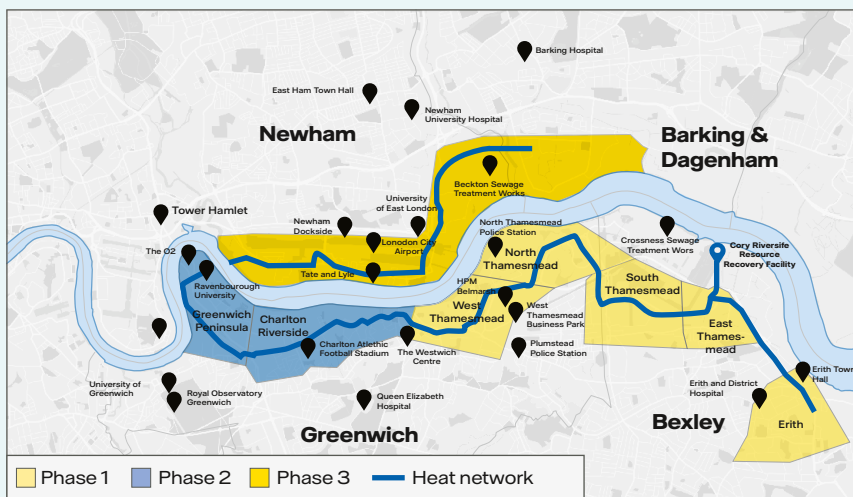 Barking Hospital
East Ham Town Hall
Newham
University Hospital
Newham
Barking &
Dagenham
Beckton Sewage
Treatment Works
University
of East London
Tower Hamlet
Newham
Dockside
North Thamesmead
Police Station
Crossness Sewage
Treatment Wors
Lonodon City
Airport
The O2
Cory Riversife
Resource
Recovery Facility
North
Thamesmead
Tate and Lyle
Ravenbourough
University
HPM
Belmarsh
South
Thamesmead
Greenwich
Peninsula
Charlton
Riverside
West
Thamesmead
West
Thamesmead
Business Park
East
Thames-
mead
Charlton Atlethic
Football Stadium
The Westwich
Centre
Plumstead
Police Station
Erith Town
Hall
University of
Greenwich
Royal Observatory
Greenwich
Queen Elizabeth
Hospital
Erith and District
Hospital
Greenwich
Bexley
Erith
Phase 1
Phase 2
Phase 3
Heat network